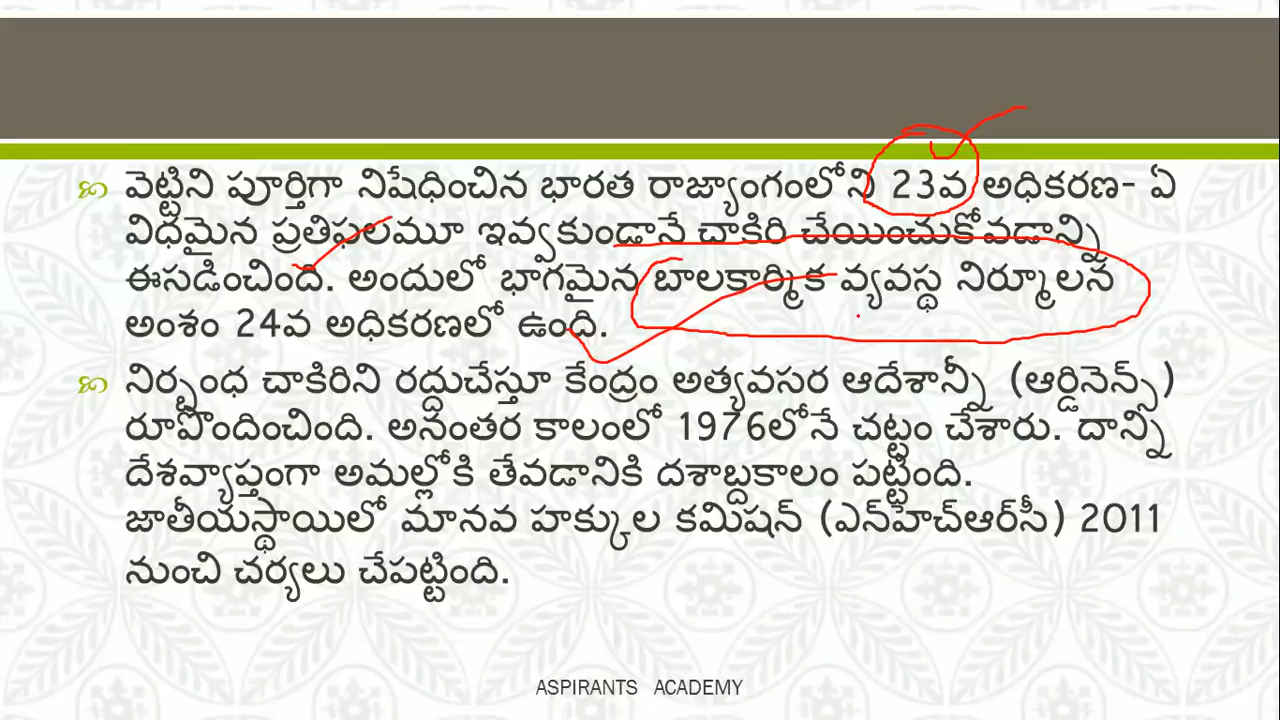 వెట్టిని పూర్తిగా నిషేధించిన భారత రాజ్యాంగంలోని 23వ అధికరణ- ఏ
విధమైన ప్రతిఫలమూ ఇవ్వకుండానే చాకిరి చేయించుకోవడాన్ని
ఈసడించింది. అందులో భాగమైన బాలకార్మిక వ్యవస్థ నిర్మూలన
అంశం 24వ అధికరణలో ఉంది.
నిర్బంధ చాకిరిని రద్దుచేస్తూ కేంద్రం అత్యవసర ఆదేశాన్నీ (ఆర్డినెన్స్)
రూపొందించింది. అనంతర కాలంలో 1976లోనే చట్టం చేశారు. దాన్ని
దేశవ్యాప్తంగా అమల్లోకి తేవడానికి దశాబ్దకాలం పట్టింది.
జాతీయస్థాయిలో మానవ హక్కుల కమిషన్ (ఎన్‌హెచ్‌ఆర్‌సీ) 2011
నుంచి చర్యలు చేపట్టింది.
ASPIRANTS ACADEMY